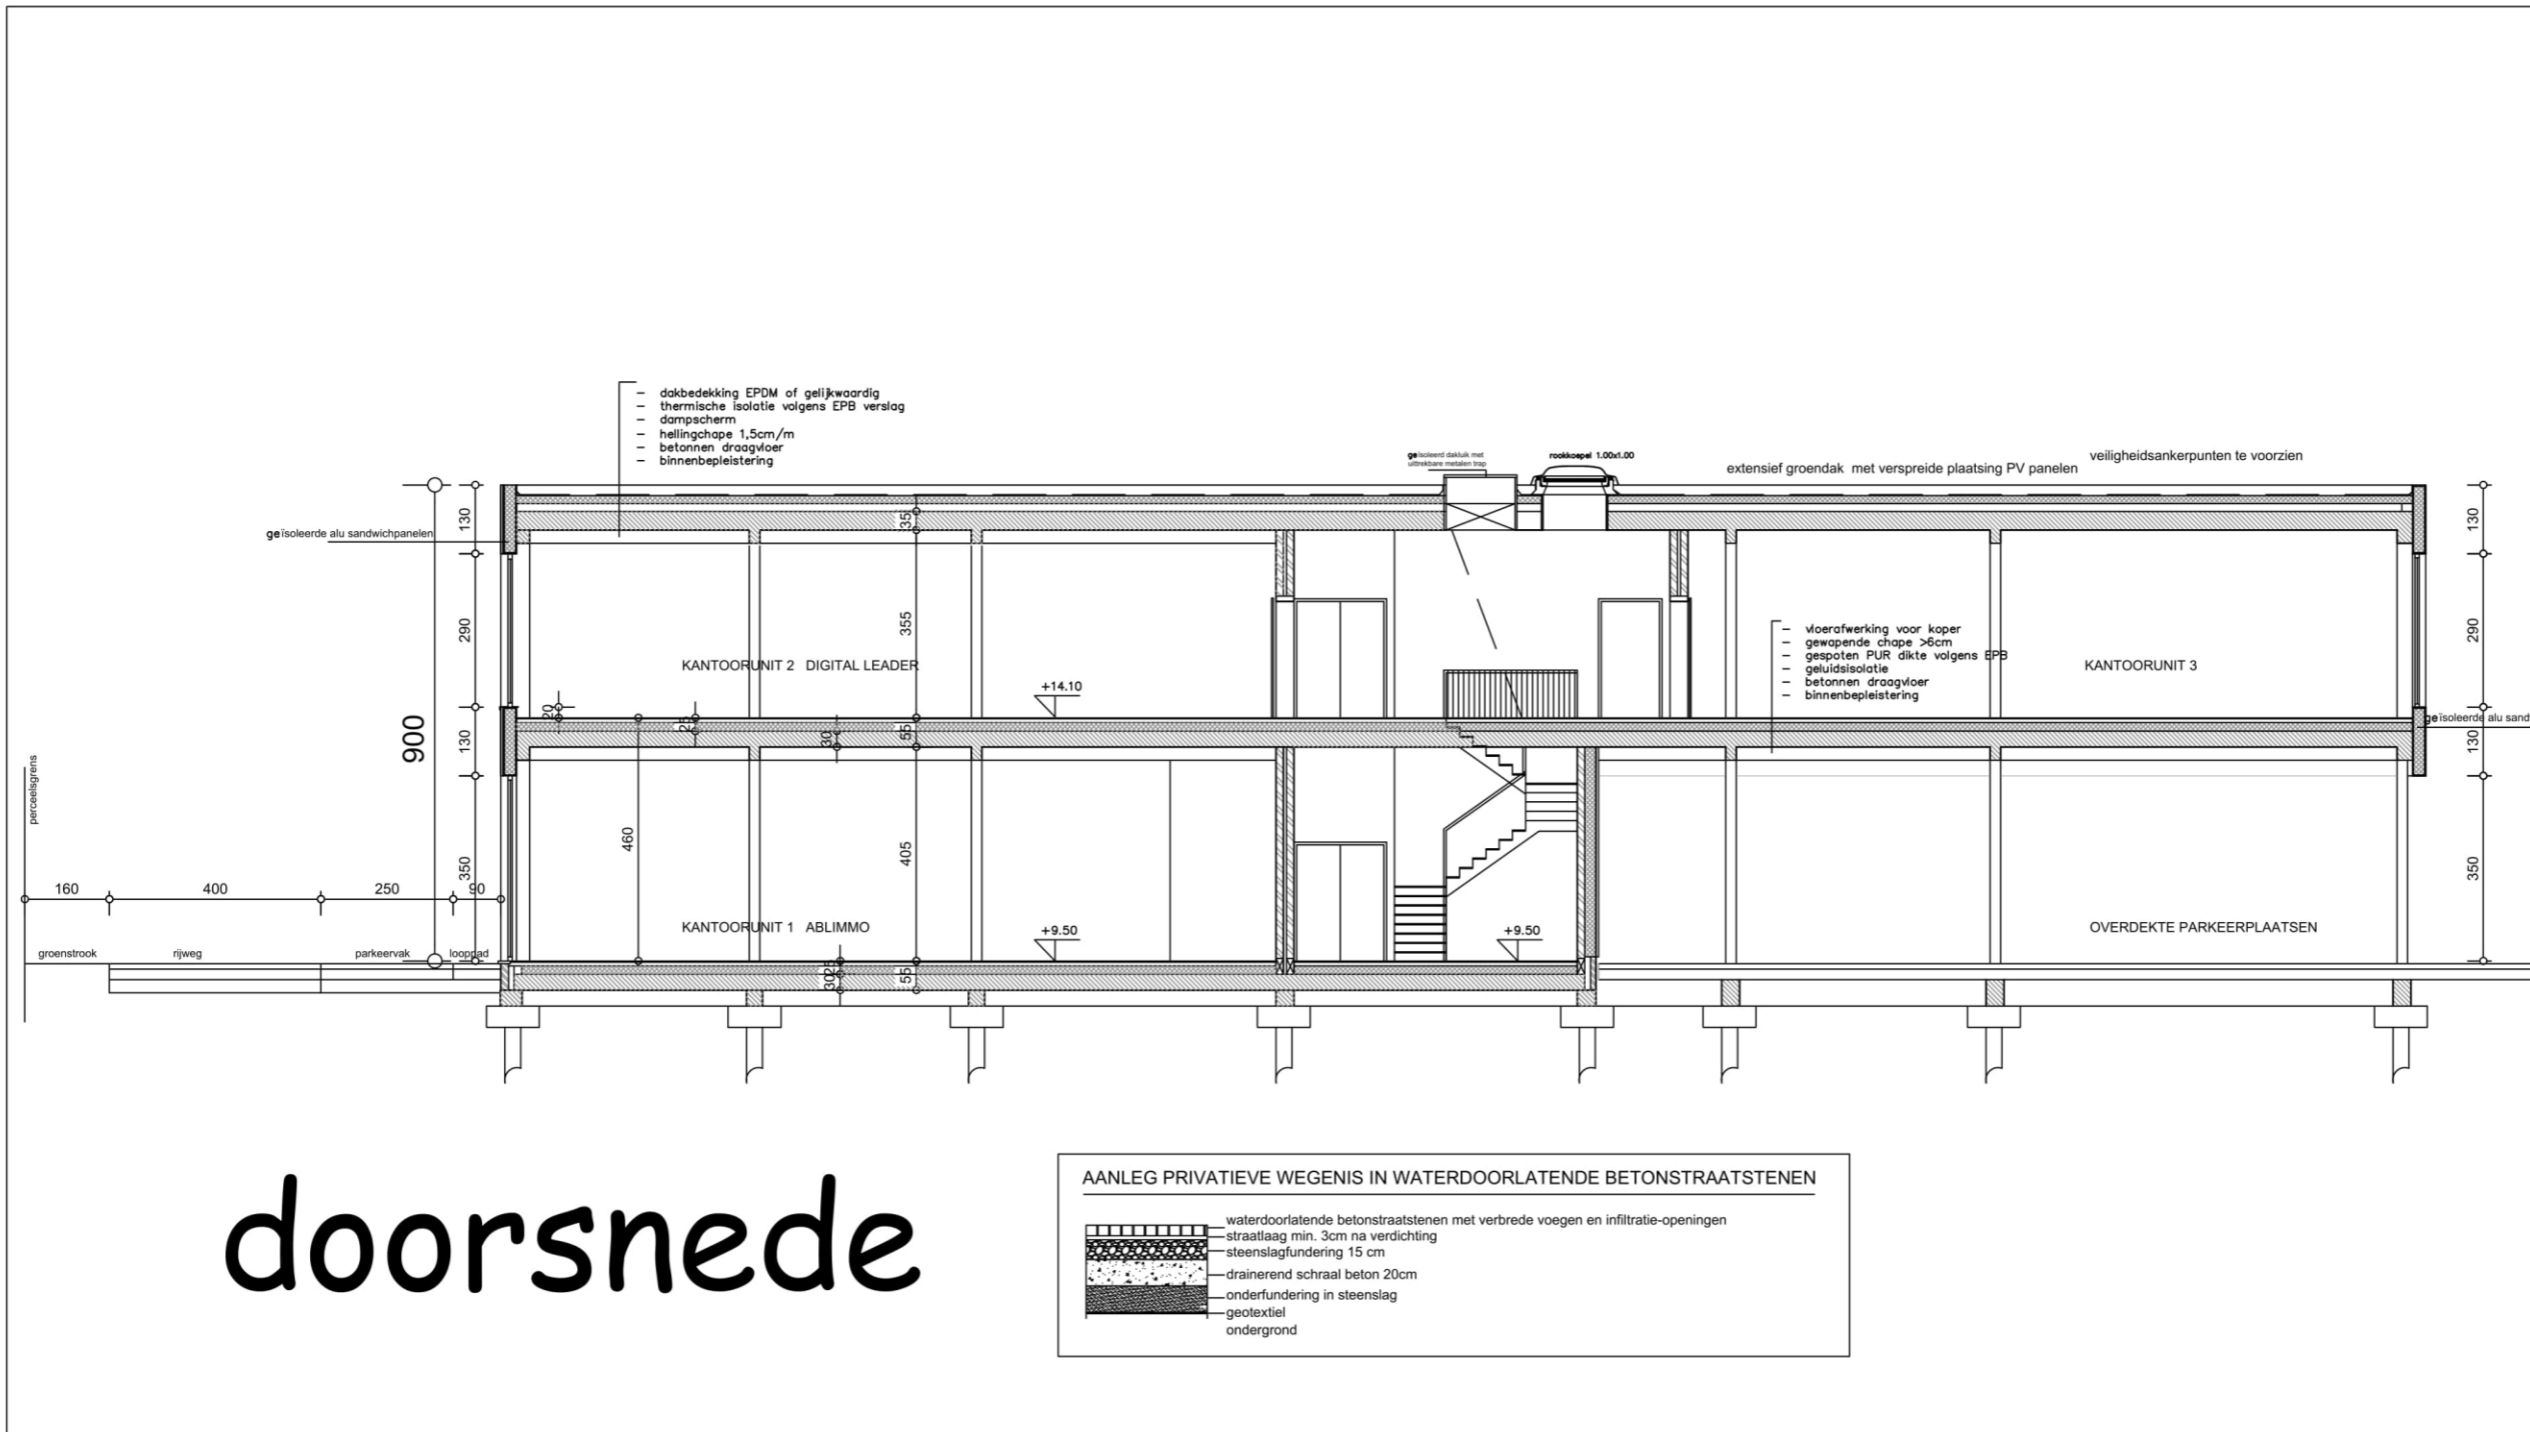 - dakbedekking EPDM of gelijkwaardig
- thermische isolatie volgens EPB verslag
- dampscherm
- hellingchape 1,5cm/m
- betonnen draagvloer
- binnenbepleistering
geïsoleerd dakluik met
uittrekbare metalen trap
rookkoepel 1.00x1.00
extensief groendak met verspreide plaatsing PV panelen
veiligheidsankerpunten te voorzien
geïsoleerde alu sandwichpanelen
130
290
130
350
900
35
355
55
405
55
20
25
30
460
3025
KANTOORUNIT 2 DIGITAL LEADER
+14.10
- vloerafwerking voor koper
- gewapende chape >6cm
- gespoten PUR dikte volgens EPB
- geluidsisolatie
- betonnen draagvloer
- binnenbepleistering
KANTOORUNIT 3
130
290
130
350
geïsoleerde alu sand
perceelsgrens
160
400
250
90
groenstrook
rijweg
parkeervak
looppad
KANTOORUNIT 1 ABLIMMO
+9.50
+9.50
OVERDEKTE PARKEERPLAATSEN
doorsnede
AANLEG PRIVATIEVE WEGENIS IN WATERDOORLATENDE BETONSTRAATSTENEN
waterdoorlatende betonstraatstenen met verbrede voegen en infiltratie-openingen
straatlaag min. 3cm na verdichting
steenslagfundering 15 cm
drainerend schraal beton 20cm
onderfundering in steenslag
geotextiel
ondergrond